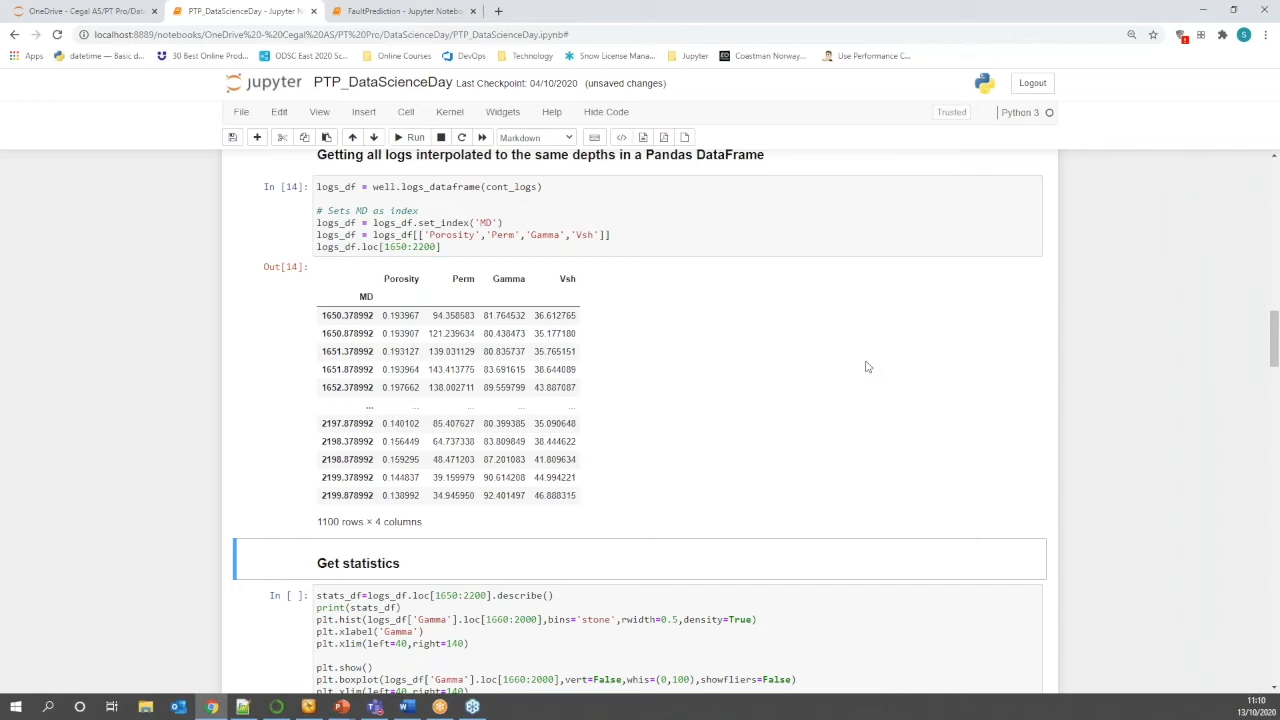 OneDrive - Cegal AS/PT Pro/Data
PTP_DataScienceDay - Jupyter N
FaultPrediction - Jupyter Notebo
localhost:8889/notebooks/OneDrive%20-%20Cegal%20AS/PT%20Pro/DataScienceDay/PTP_DataScienceDay.ipynb#
S
Apps
datetime — Basic d...
30 Best Online Prod...
ODSC East 2020 Sc...
Online Courses
DevOps
Technology
Snow License Mana...
Jupyter
Coastman Norway...
Use Performance C...
jupyter PTP_DataScienceDay Last Checkpoint: 04/10/2020 (unsaved changes)
Logout
File Edit View Insert Cell Kernel Widgets Help Hide Code
Trusted
Python 3
Run
Markdown
Getting all logs interpolated to the same depths in a Pandas DataFrame
In [14]: logs_df = well.logs_dataframe(cont_logs)
# Sets MD as index
logs_df = logs_df.set_index('MD')
logs_df = logs_df[['Porosity','Perm','Gamma','Vsh']]
logs_df.loc[1650:2200]
Out[14]:
Porosity Perm Gamma Vsh
MD
1650.378992 0.193967 94.358583 81.764532 36.612765
1650.878992 0.193907 121.239634 80.438473 35.177180
1651.378992 0.193127 139.031129 80.835737 35.765151
1651.878992 0.193964 143.413775 83.691615 38.644089
1652.378992 0.197662 138.002711 89.559799 43.887087
... ... ... ... ...
2197.878992 0.140102 85.407627 80.399385 35.090648
2198.378992 0.156449 64.737338 83.809849 38.444622
2198.878992 0.159295 48.471203 87.201083 41.809634
2199.378992 0.144837 39.159979 90.614208 44.994221
2199.878992 0.138992 34.945950 92.401497 46.888315
1100 rows × 4 columns
Get statistics
In [ ]: stats_df=logs_df.loc[1650:2200].describe()
print(stats_df)
plt.hist(logs_df['Gamma'].loc[1660:2000],bins='stone',rwidth=0.5,density=True)
plt.xlabel('Gamma')
plt.xlim(left=40,right=140)
plt.show()
plt.boxplot(logs_df['Gamma'].loc[1660:2000],vert=False,whis=(0,100),showfliers=False)
plt.xlim(left=40,right=140)
11:10
13/10/2020